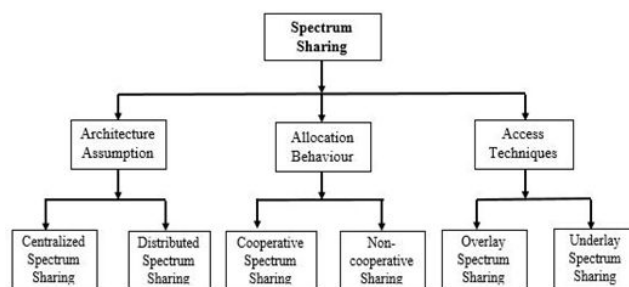 Spectrum
Sharing
Architecture
Assumption
Allocation
Behaviour
Access
Techniques
Centralized
Spectrum
Sharing
Distributed
Spectrum
Sharing
Cooperative
Spectrum
Sharing
Non-
cooperative
Sharing
Overlay
Spectrum
Sharing
Underlay
Spectrum
Sharing